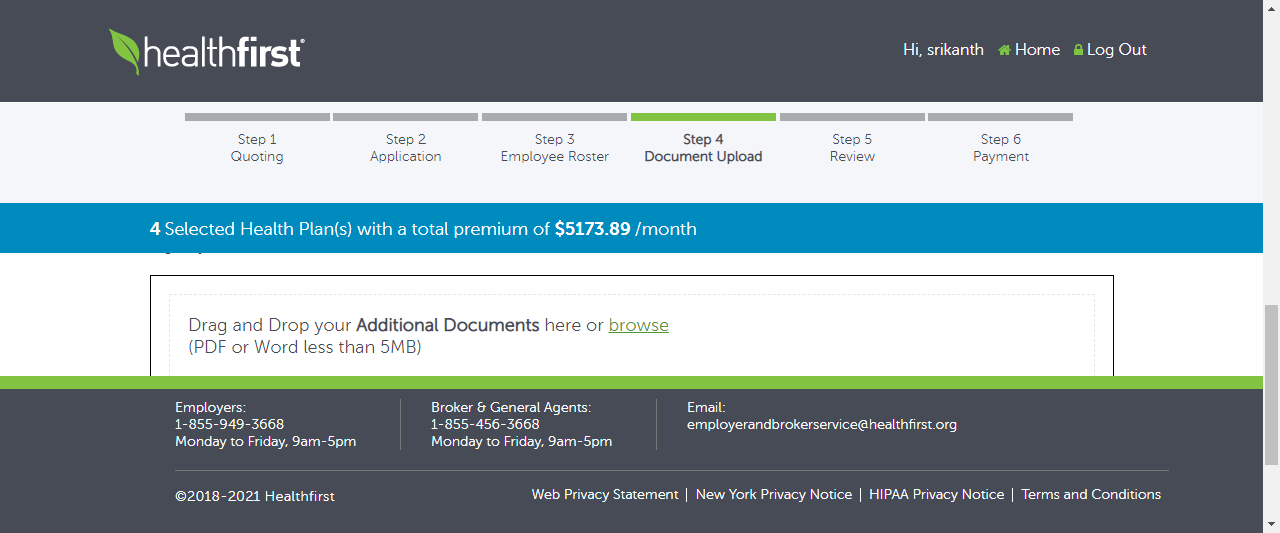 healthfirst®
Hi, srikanth Home Log Out
Step 1
Quoting
Step 2
Application
Step 3
Employee Roster
Step 4
Document Upload
Step 5
Review
Step 6
Payment
4 Selected Health Plan(s) with a total premium of $5173.89 /month
Drag and Drop your Additional Documents here or browse
(PDF or Word less than 5MB)
Employers:
1-855-949-3668
Monday to Friday, 9am-5pm
Broker & General Agents:
1-855-456-3668
Monday to Friday, 9am-5pm
Email:
employerandbrokerservice@healthfirst.org
©2018-2021 Healthfirst
Web Privacy Statement | New York Privacy Notice | HIPAA Privacy Notice | Terms and Conditions